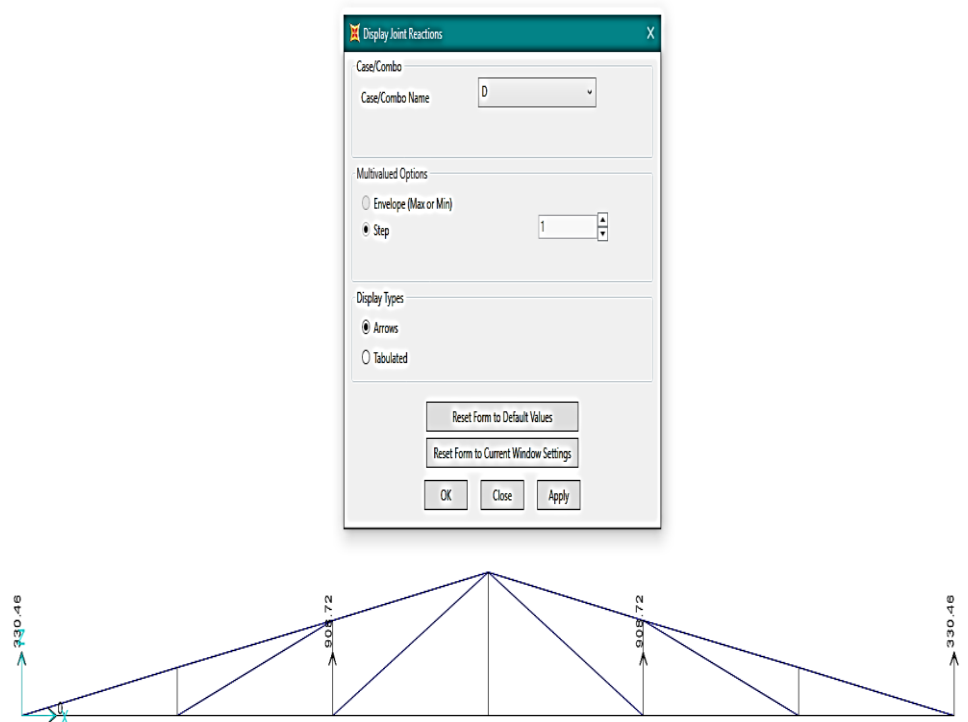 Display Joint Reactions
X
Case/Combo
Case/Combo Name
D
Multivalued Options
Envelope (Max or Min)
Step
1
Display Types
Arrows
Tabulated
Reset Form to Default Values
Reset Form to Current Window Settings
OK
Close
Apply
330.46
908.72
908.72
330.46
0
X